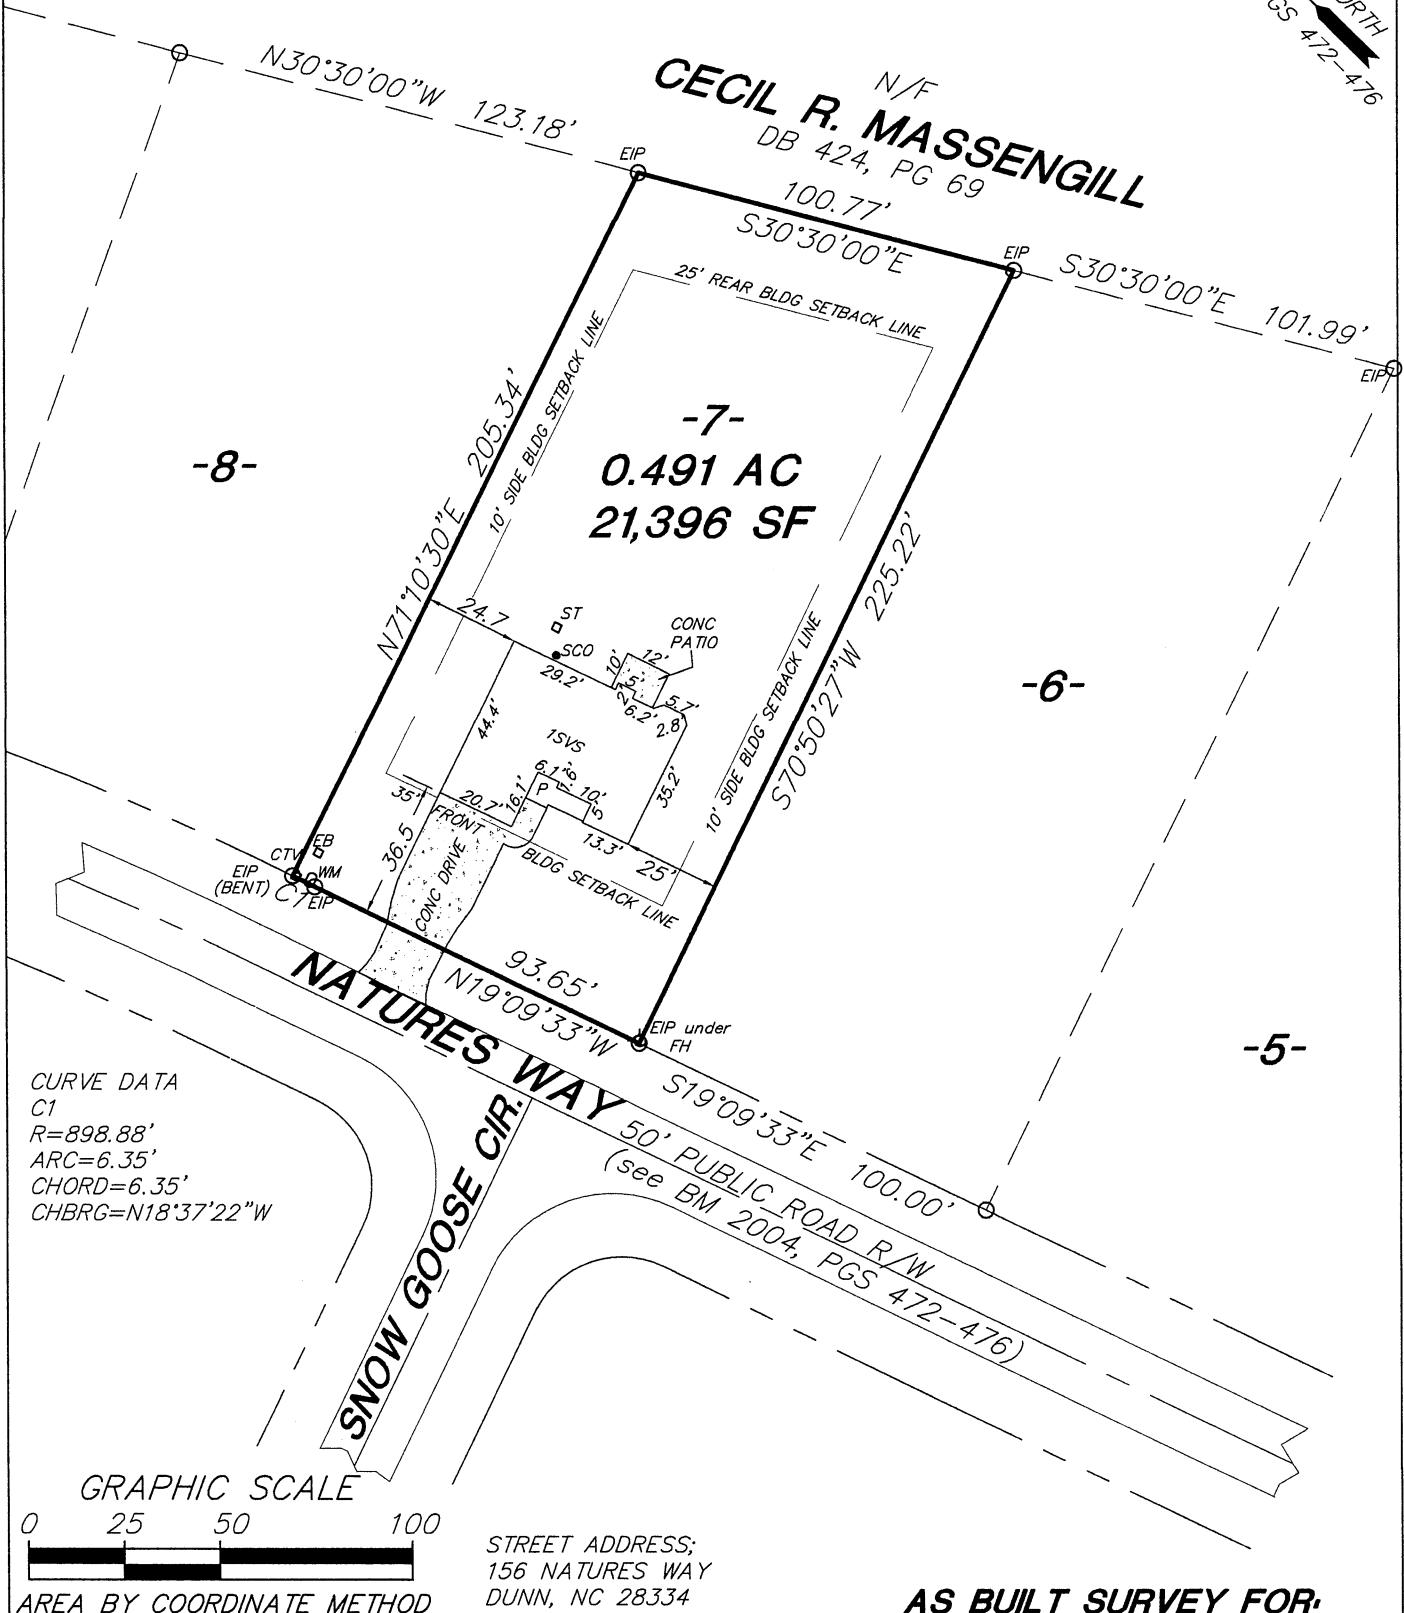 NORTH
PGS 472-476
N30°30'00"W 123.18'
N/F
CECIL R. MASSENGILL
DB 424, PG 69
EIP
100.77'
S30°30'00"E
EIP
S30°30'00"E 101.99'
EIP
25' REAR BLDG SETBACK LINE
10' SIDE BLDG SETBACK LINE
N71°10'30"E 205.34'
-8-
-7-
0.491 AC
21,396 SF
S70°50'27"W 225.22'
10' SIDE BLDG SETBACK LINE
-6-
-5-
24.7
ST
SCO
29.2'
CONC
PATIO
10'
12'
2'
5'
6.2'
5.7'
2.8'
44.4'
1SVS
35.2'
6.1'
7.6'
10'
P
5'
16.1'
20.7'
35'
13.3'
25'
FRONT BLDG SETBACK LINE
36.5
CONC DRIVE
CTV
EB
WM
EIP
(BENT)
C1
EIP
93.65'
N19°09'33"W
EIP under
FH
S19°09'33"E 100.00'
NATURES WAY
50' PUBLIC ROAD R/W
(see BM 2004, PGS 472-476)
SNOW GOOSE CIR.
CURVE DATA
C1
R=898.88'
ARC=6.35'
CHORD=6.35'
CHBRG=N18°37'22"W
GRAPHIC SCALE
0 25 50 100
AREA BY COORDINATE METHOD
STREET ADDRESS;
156 NATURES WAY
DUNN, NC 28334
AS BUILT SURVEY FOR: